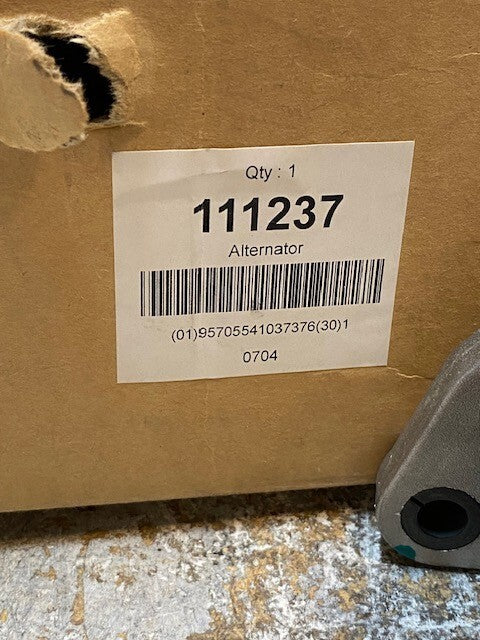 Qty : 1
111237
Alternator
(01)95705541037376(30)1
0704